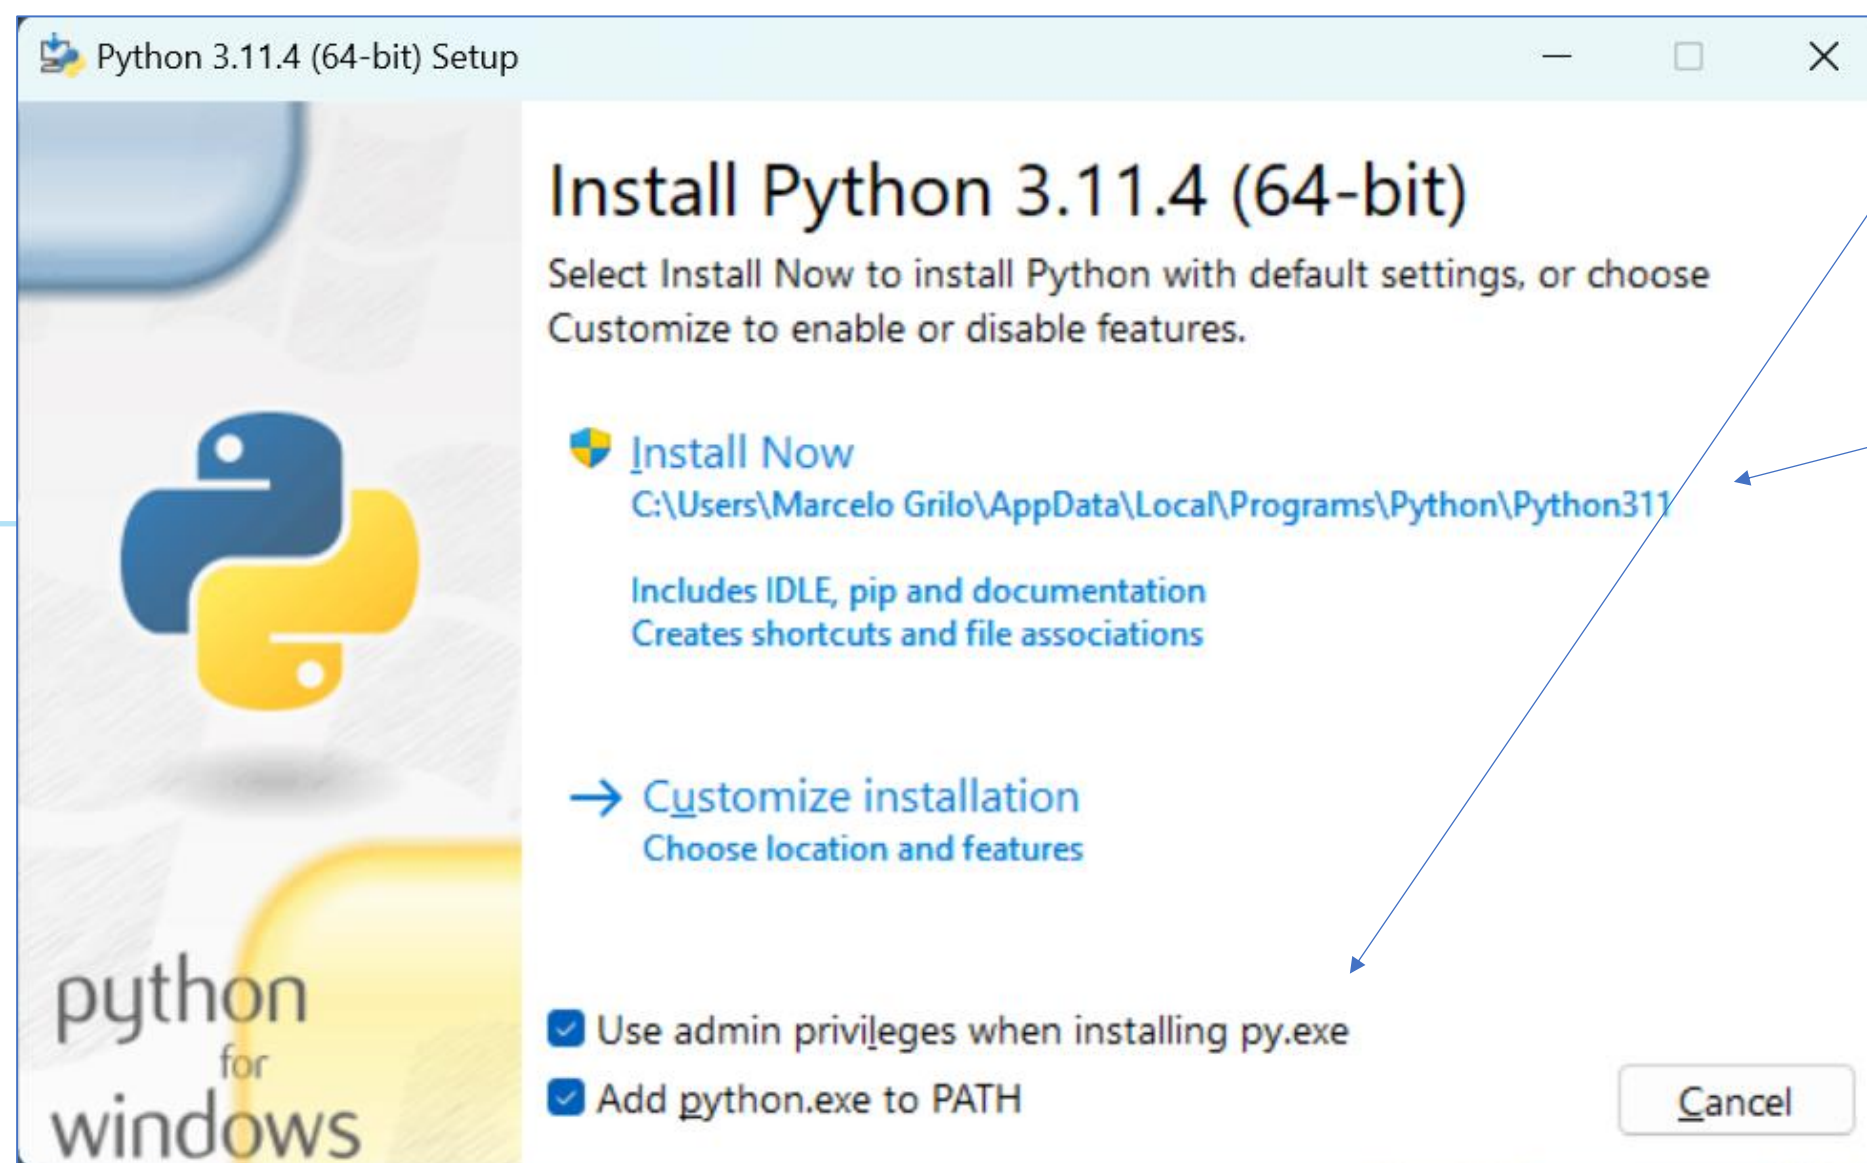 Python 3.11.4 (64-bit) Setup
Install Python 3.11.4 (64-bit)
Select Install Now to install Python with default settings, or choose
Customize to enable or disable features.
Install Now
C:\Users\Marcelo Grilo\AppData\Local\Programs\Python\Python311
Includes IDLE, pip and documentation
Creates shortcuts and file associations
Customize installation
Choose location and features
python
for
windows
Use admin privileges when installing py.exe
Add python.exe to PATH
Cancel